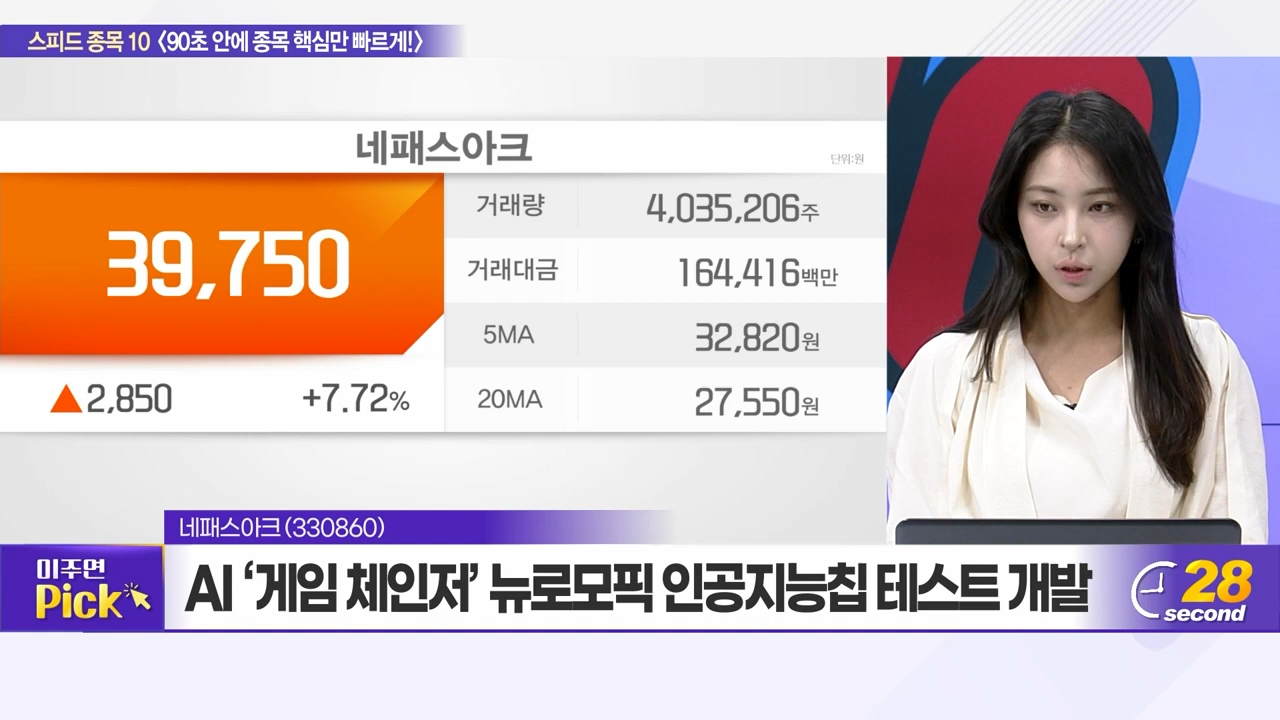 스피드 종목 10 〈90초 안에 종목 핵심만 빠르게!〉
네패스아크
단위:원
39,750
▲2,850 +7.72%
거래량 4,035,206주
거래대금 164,416백만
5MA 32,820원
20MA 27,550원
네패스아크(330860)
미주면
Pick
AI ‘게임 체인저’ 뉴로모픽 인공지능칩 테스트 개발
28
second